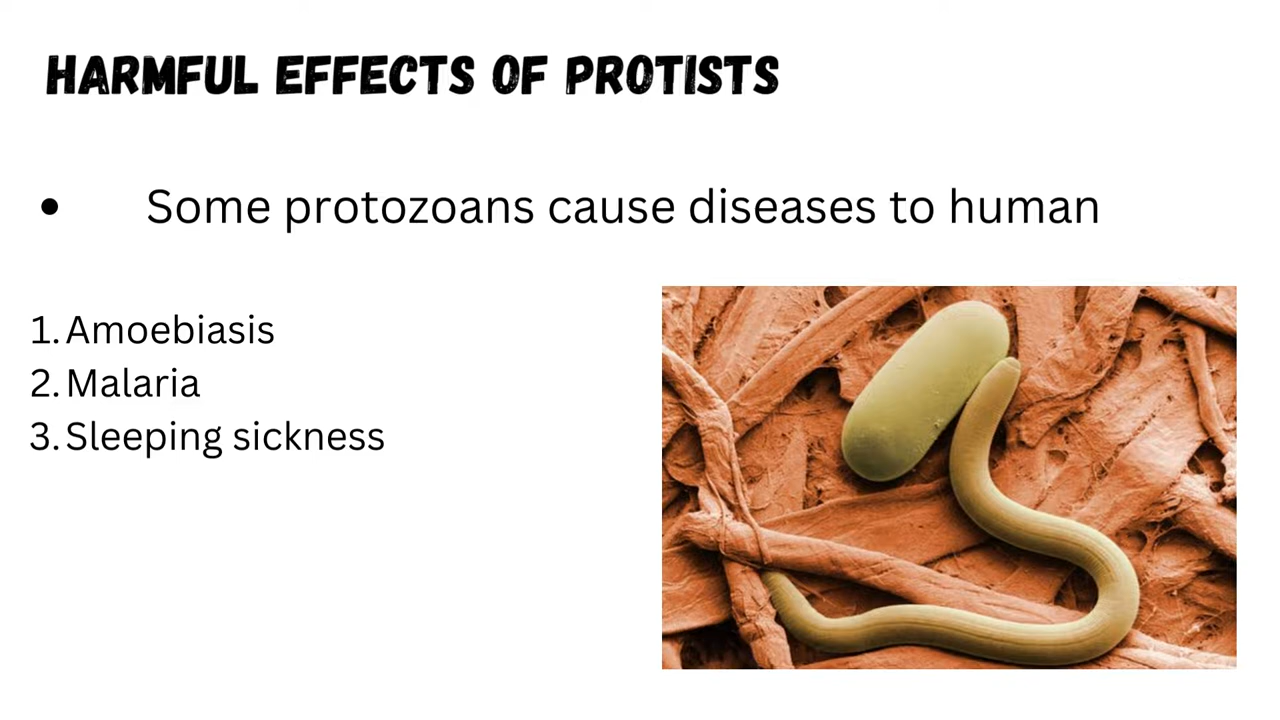 HARMFUL EFFECTS OF PROTISTS
• Some protozoans cause diseases to human
1. Amoebiasis
2. Malaria
3. Sleeping sickness